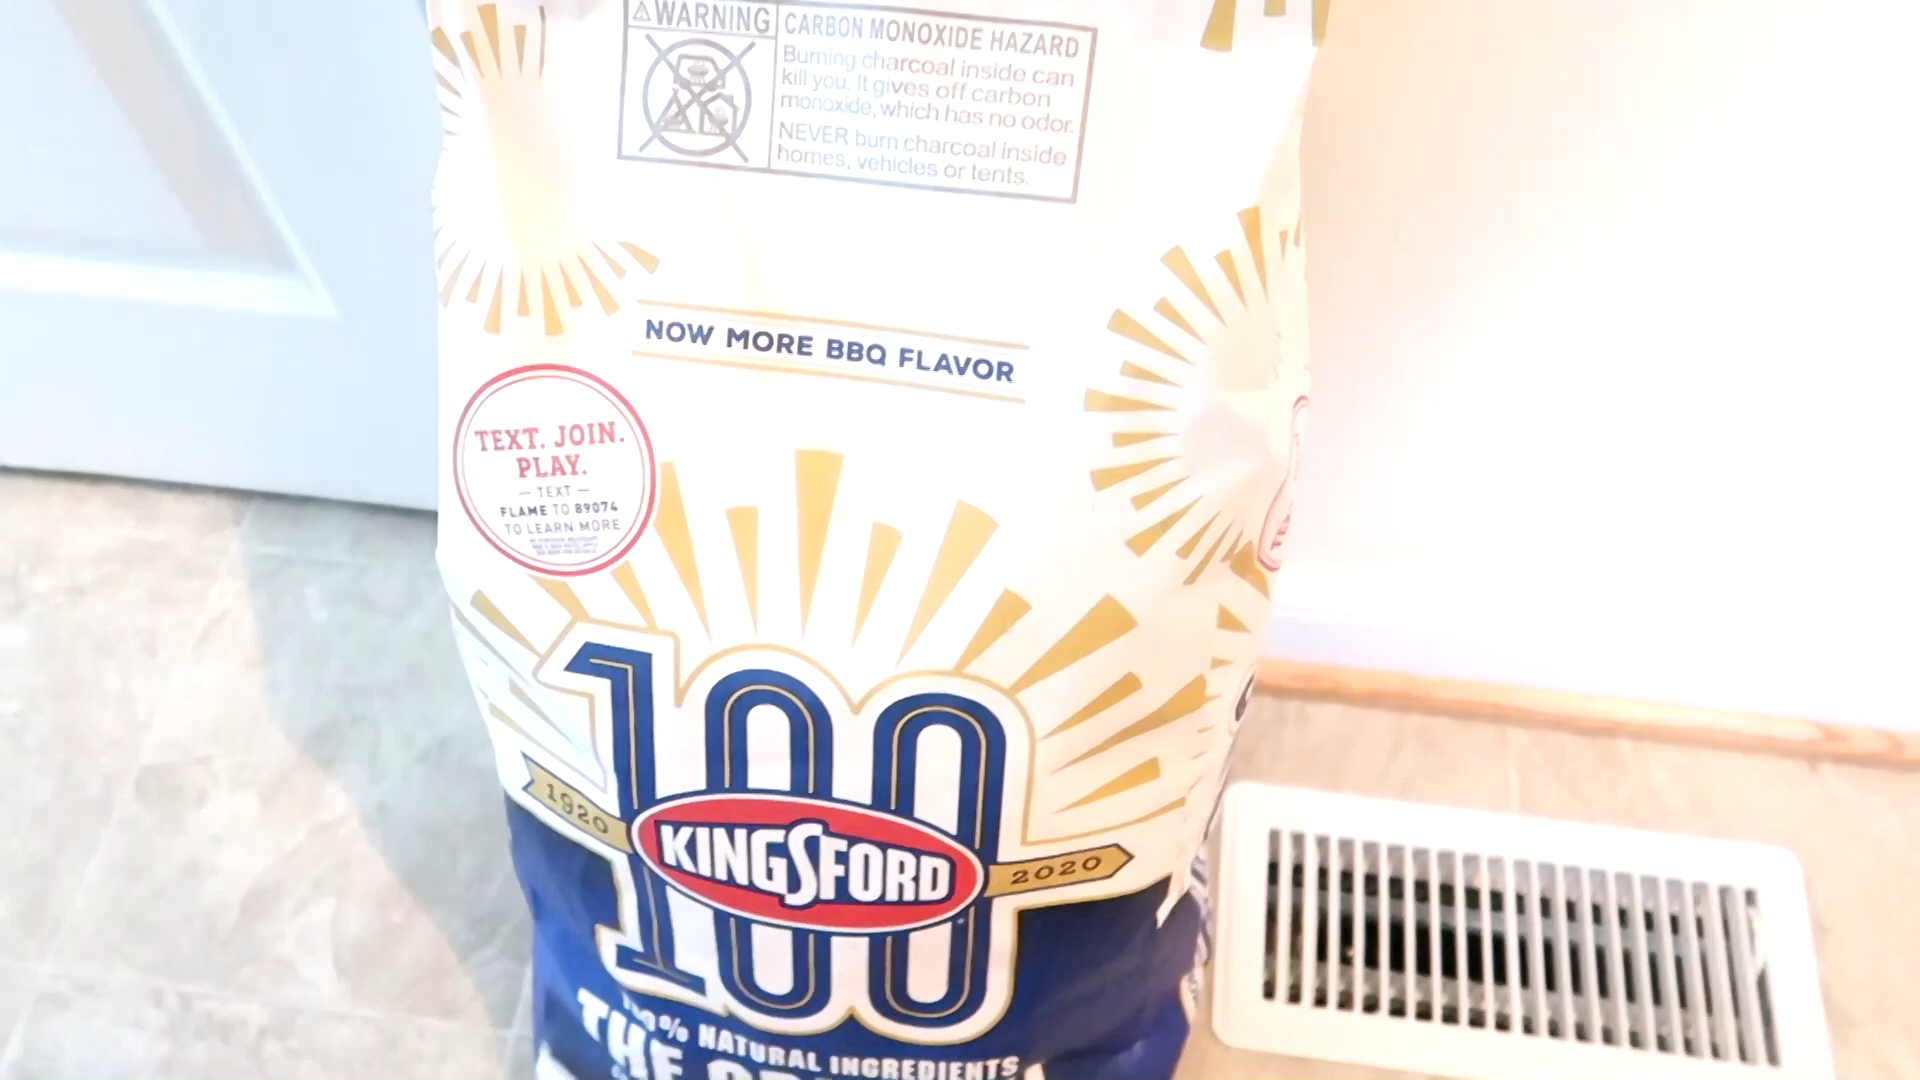 WARNING
CARBON MONOXIDE HAZARD
Burning charcoal inside can
kill you. It gives off carbon
monoxide, which has no odor.
NEVER burn charcoal inside
homes, vehicles or tents.
NOW MORE BBQ FLAVOR
TEXT. JOIN.
PLAY.
— TEXT —
FLAME TO 89074
TO LEARN MORE
100
1920
KINGSFORD
2020
% NATURAL INGREDIENTS
THE